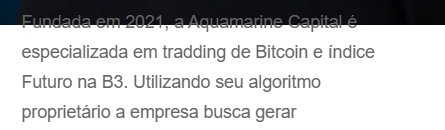 Fundada em 2021, a Aquamarine Capital é
especializada em tradding de Bitcoin e índice
Futuro na B3. Utilizando seu algoritmo
proprietário a empresa busca gerar